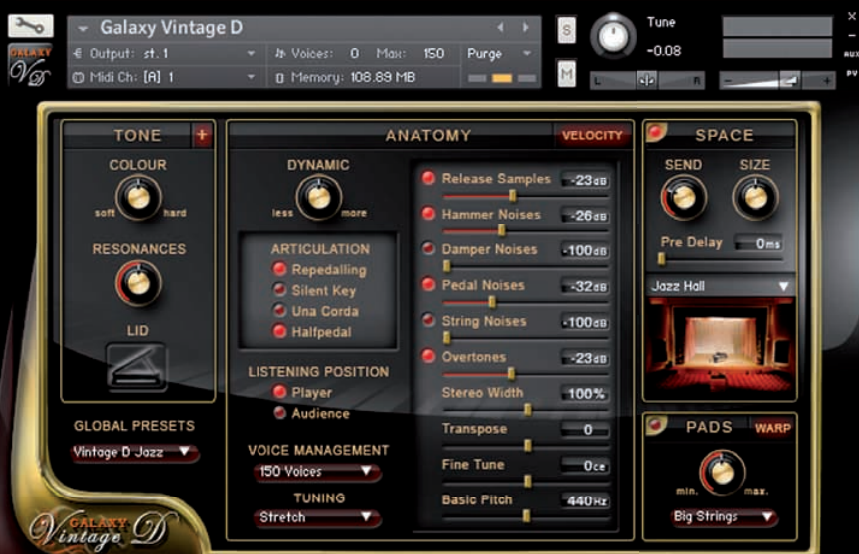 Galaxy Vintage D
Output: st. 1
Voices: 0 Max: 150 Purge
Midi Ch: [A] 1
Memory: 108.89 MB
S
M
Tune
-0.08
L R
- +
×
-
AUX
PV
GALAXY
VD
TONE +
COLOUR
soft hard
RESONANCES
LID
GLOBAL PRESETS
Vintage D Jazz
GALAXY
Vintage D
ANATOMY VELOCITY
DYNAMIC
less more
ARTICULATION
Repedalling
Silent Key
Una Corda
Halfpedal
LISTENING POSITION
Player
Audience
VOICE MANAGEMENT
150 Voices
TUNING
Stretch
Release Samples -23dB
Hammer Noises -26dB
Damper Noises -100dB
Pedal Noises -32dB
String Noises -100dB
Overtones -23dB
Stereo Width 100%
Transpose 0
Fine Tune 0ce
Basic Pitch 440Hz
SPACE
SEND SIZE
Pre Delay 0ms
Jazz Hall
PADS WARP
min. max.
Big Strings